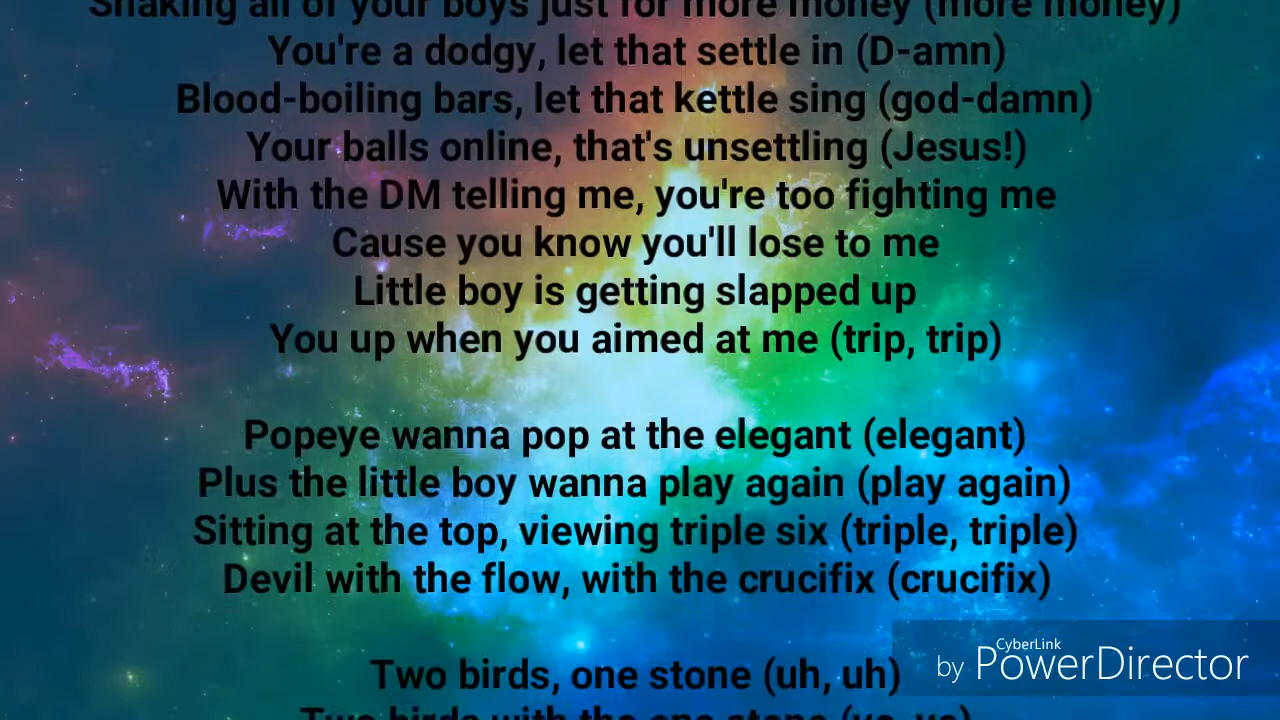 Shaking all of your boys just for more money (more money)
You're a dodgy, let that settle in (D-amn)
Blood-boiling bars, let that kettle sing (god-damn)
Your balls online, that's unsettling (Jesus!)
With the DM telling me, you're too fighting me
Cause you know you'll lose to me
Little boy is getting slapped up
You up when you aimed at me (trip, trip)
Popeye wanna pop at the elegant (elegant)
Plus the little boy wanna play again (play again)
Sitting at the top, viewing triple six (triple, triple)
Devil with the flow, with the crucifix (crucifix)
Two birds, one stone (uh, uh)
Two birds with the one stone (yo, yo)
by CyberLink PowerDirector